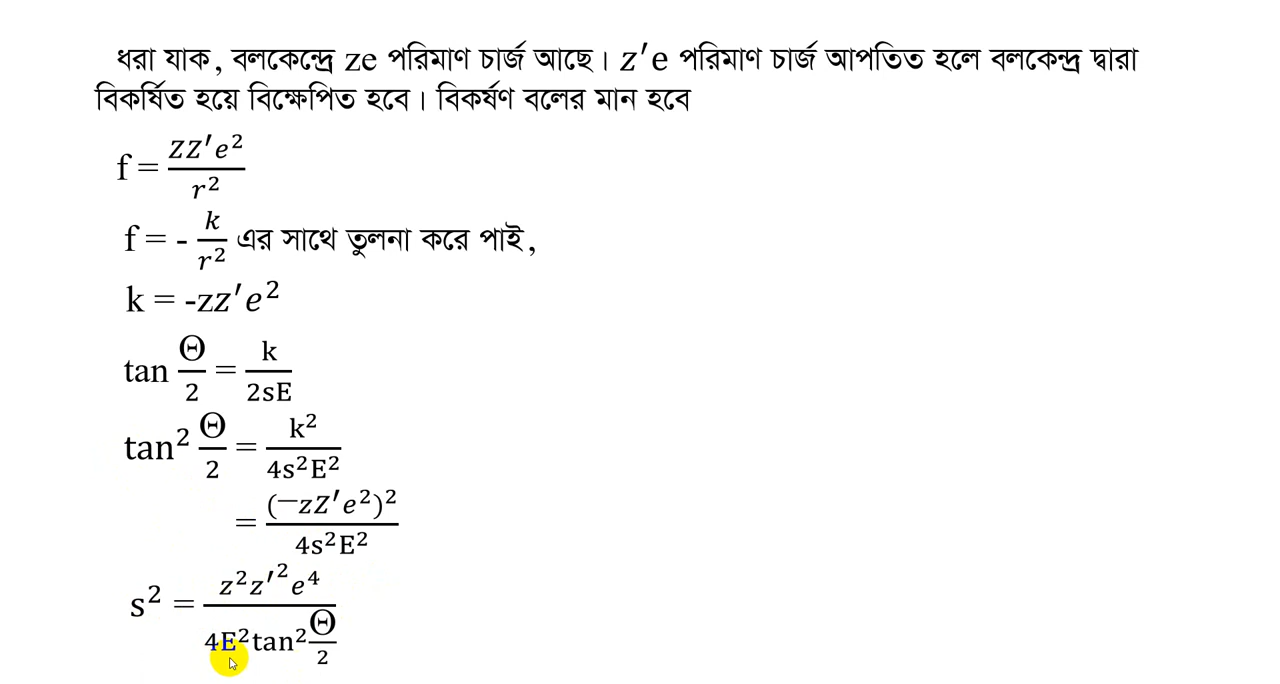 ধরা যাক, বলকেন্দ্রে ze পরিমাণ চার্জ আছে। z′e পরিমাণ চার্জ আপতিত হলে বলকেন্দ্র দ্বারা
বিকর্ষিত হয়ে বিক্ষেপিত হবে। বিকর্ষণ বলের মান হবে
f = ZZ′e²/r²
f = - k/r² এর সাথে তুলনা করে পাই,
k = -zz′e²
tan Θ/2 = k/2sE
tan² Θ/2 = k²/4s²E²
= (−zZ′e²)²/4s²E²
s² = z²z′²e⁴/4E²tan²Θ/2